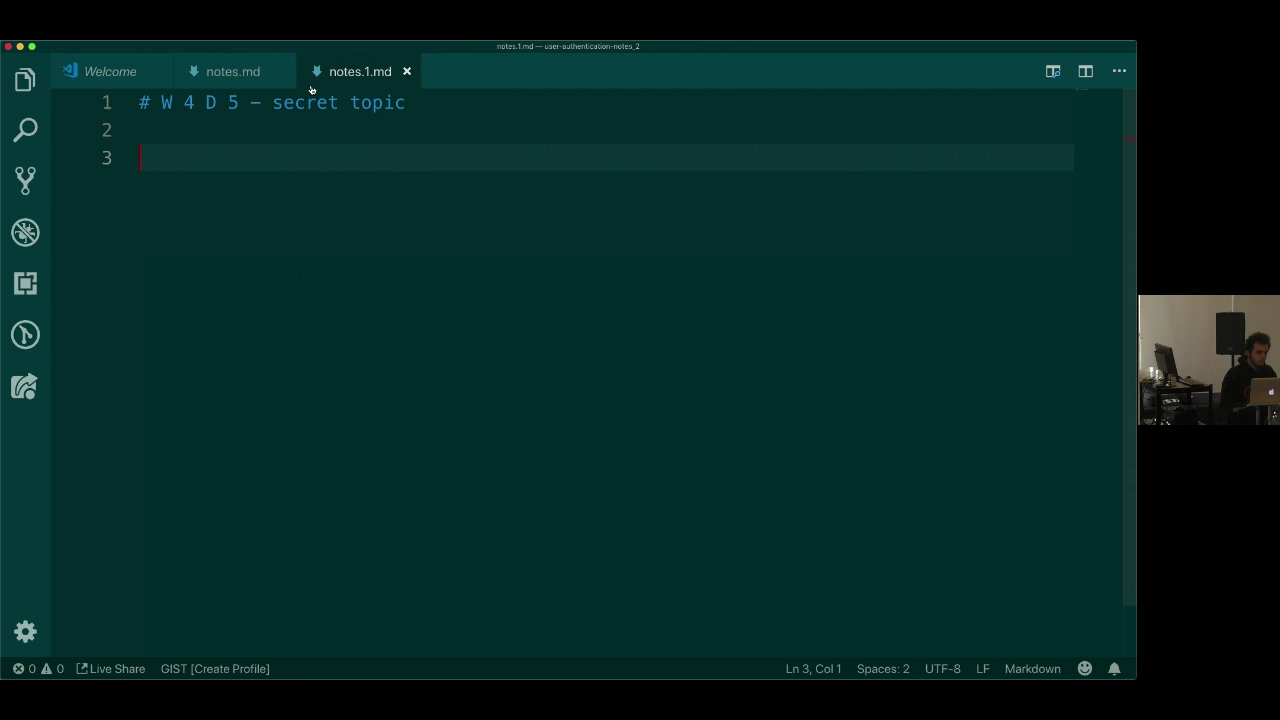 notes.1.md — user-authentication-notes_2
Welcome
notes.md
notes.1.md
1 # W 4 D 5 - secret topic
2
3
0 0 Live Share GIST [Create Profile] Ln 3, Col 1 Spaces: 2 UTF-8 LF Markdown